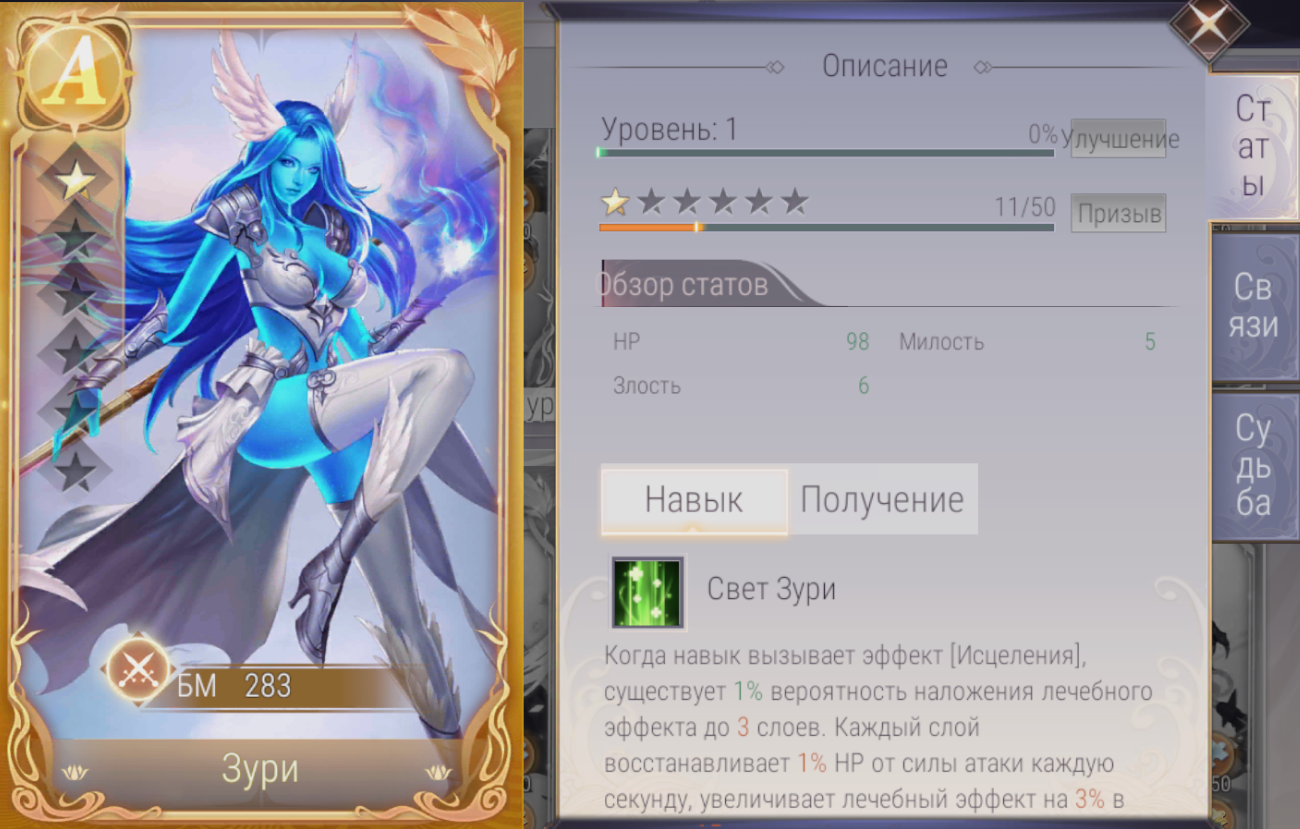 A
БМ 283
Зури
Описание
Уровень: 1 0% Улучшение
11/50 Призыв
Обзор статов
HP 98 Милость 5
Злость 6
Навык Получение
Свет Зури
Когда навык вызывает эффект [Исцеления],
существует 1% вероятность наложения лечебного
эффекта до 3 слоев. Каждый слой
восстанавливает 1% HP от силы атаки каждую
секунду, увеличивает лечебный эффект на 3% в
Ст
ат
ы
Св
язи
Су
дь
ба
ур
50